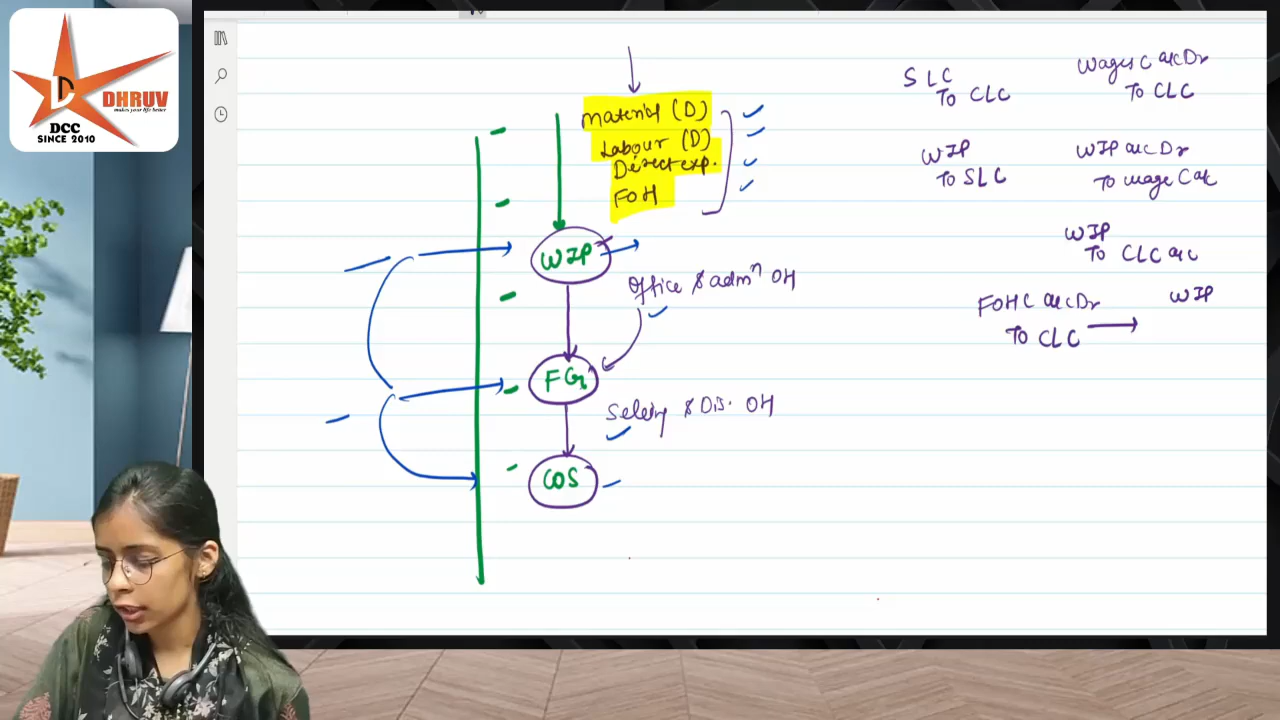 DHRUV
makes your life better
DCC
SINCE 2010
Material (D)
Labour (D)
Direct exp.
FOH
WIP
Office & admⁿ OH
FG
& Dis. OH
COS
SLC
To CLC
Wages C a/c Dr
To CLC
WIP
To SLC
WIP a/c Dr
To wage C a/c
WIP
To CLC a/c
FOHC a/c Dr
To CLC
WIP